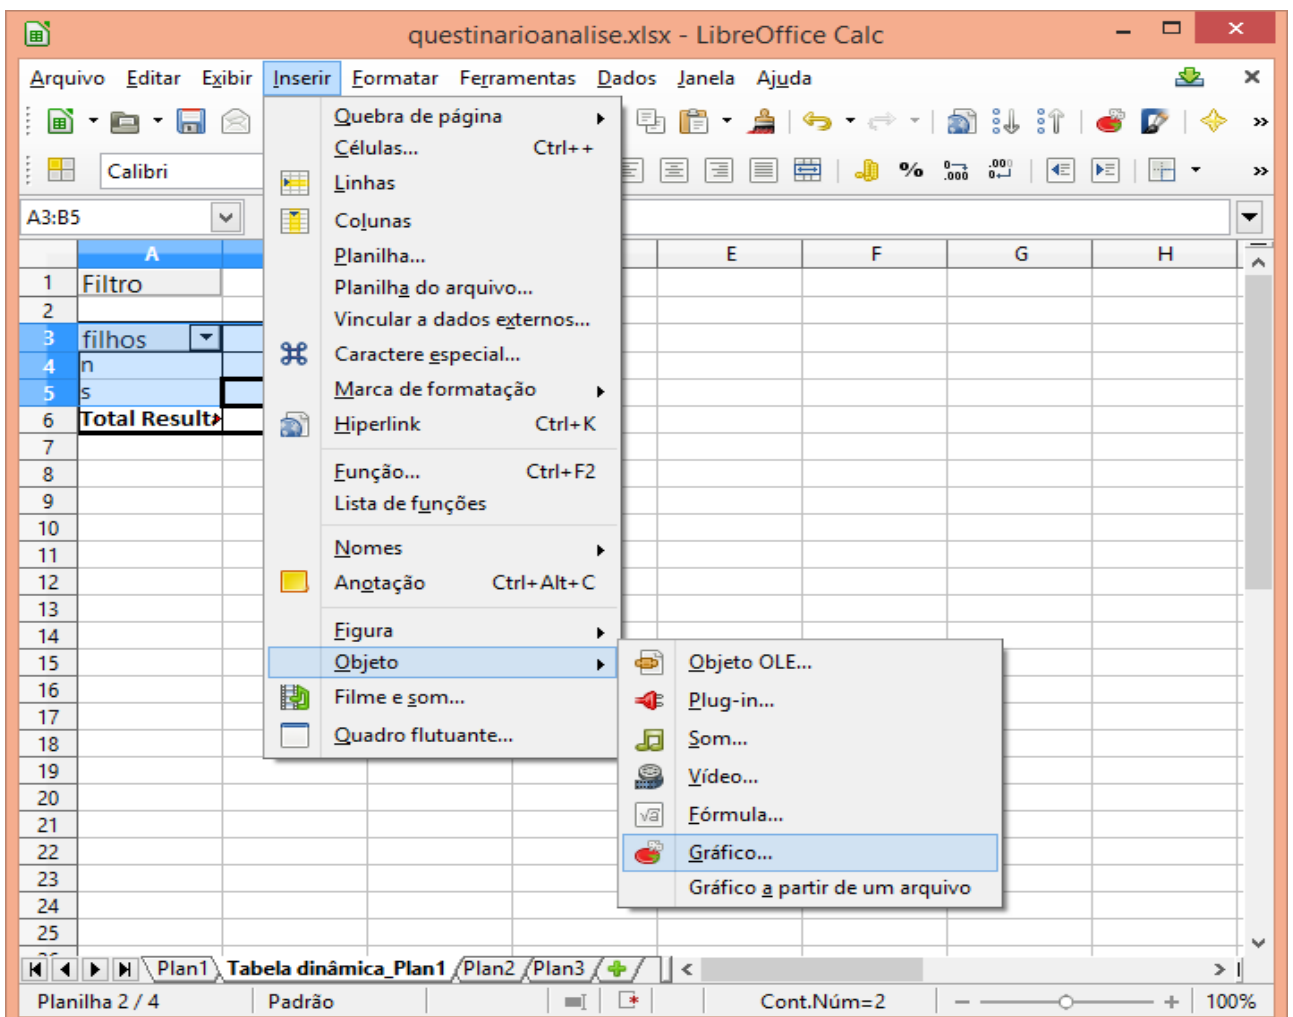 questinarioanalise.xlsx - LibreOffice Calc
Arquivo Editar Exibir Inserir Formatar Ferramentas Dados Janela Ajuda
Calibri
A3:B5
A E F G H
1 Filtro
2
3 filhos
4 n
5 s
6 Total Result
7
8
9
10
11
12
13
14
15
16
17
18
19
20
21
22
23
24
25
Quebra de página
Células... Ctrl++
Linhas
Colunas
Planilha...
Planilha do arquivo...
Vincular a dados externos...
Caractere especial...
Marca de formatação
Hiperlink Ctrl+K
Função... Ctrl+F2
Lista de funções
Nomes
Anotação Ctrl+Alt+C
Figura
Objeto
Filme e som...
Quadro flutuante...
Objeto OLE...
Plug-in...
Som...
Vídeo...
Fórmula...
Gráfico...
Gráfico a partir de um arquivo
Plan1 Tabela dinâmica_Plan1 Plan2 Plan3
Planilha 2 / 4 Padrão Cont.Núm=2 100%